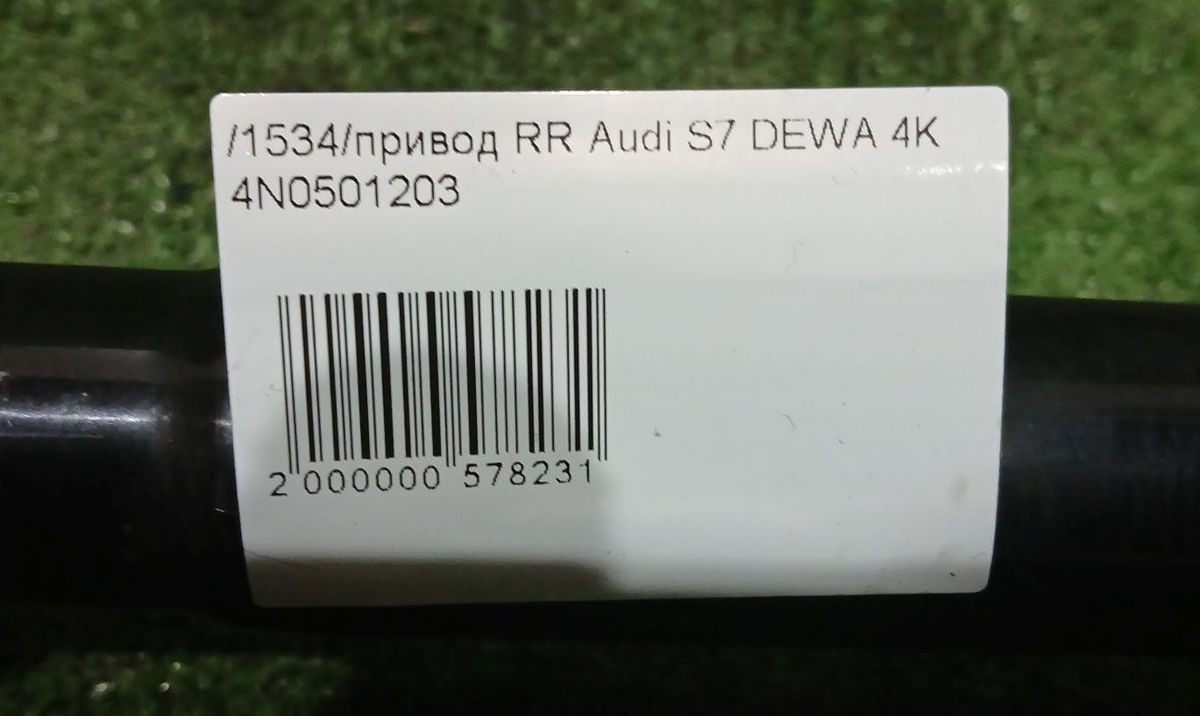 /1534/привод RR Audi S7 DEWA 4K
4N0501203
2 000000 578231